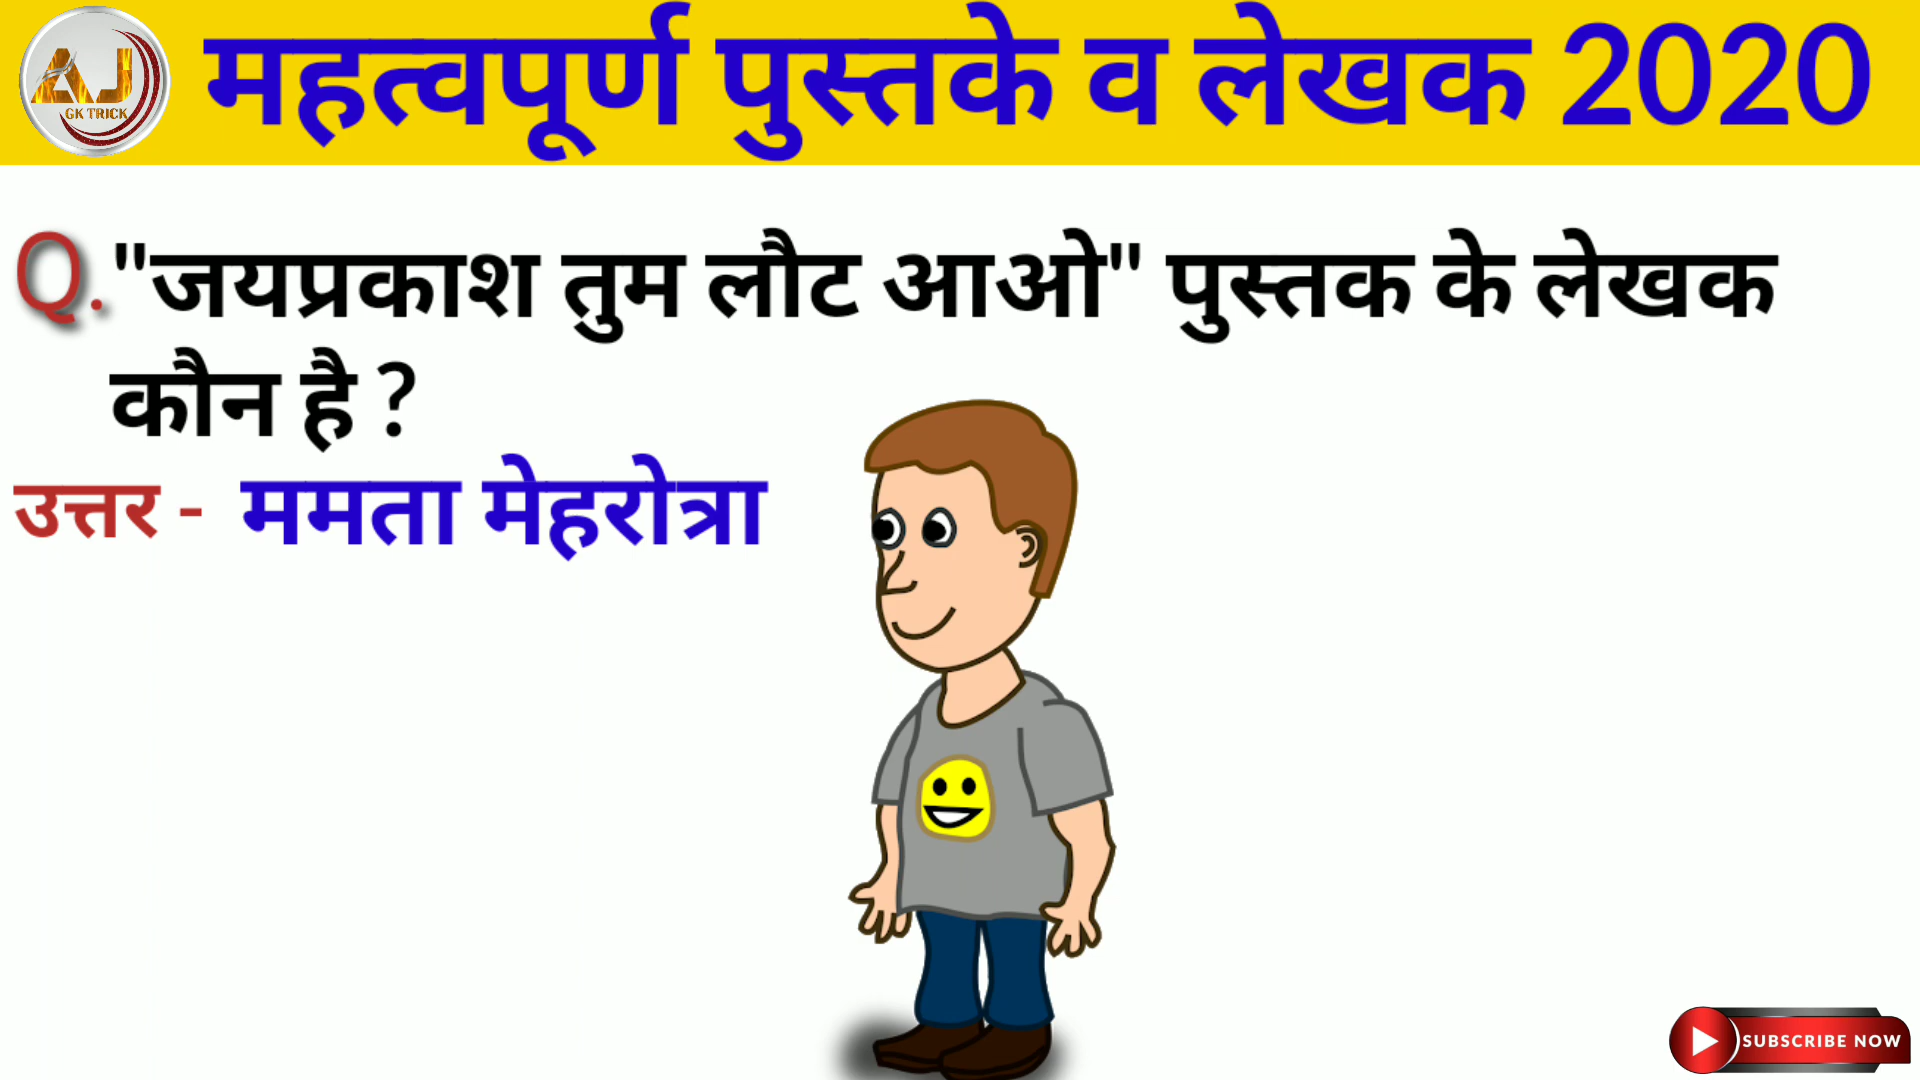 AJ
GK TRICK
महत्वपूर्ण पुस्तके व लेखक 2020
Q. "जयप्रकाश तुम लौट आओ" पुस्तक के लेखक
कौन है ?
उत्तर - ममता मेहरोत्रा
SUBSCRIBE NOW